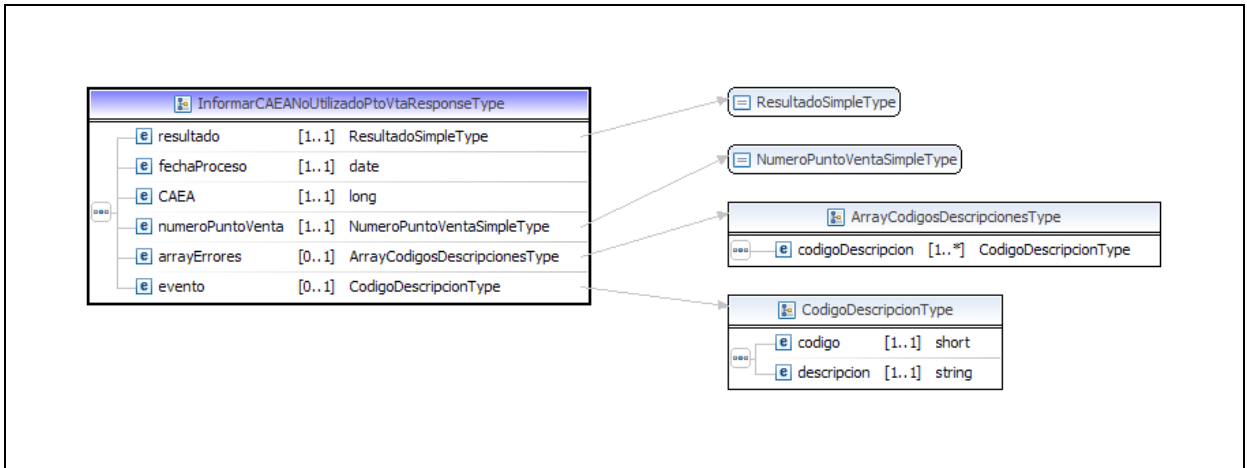 InformarCAEANoUtilizadoPtoVtaResponseType
e resultado [1..1] ResultadoSimpleType
e fechaProceso [1..1] date
e CAEA [1..1] long
e numeroPuntoVenta [1..1] NumeroPuntoVentaSimpleType
e arrayErrores [0..1] ArrayCodigosDescripcionesType
e evento [0..1] CodigoDescripcionType
ResultadoSimpleType
NumeroPuntoVentaSimpleType
ArrayCodigosDescripcionesType
e codigoDescripcion [1..*] CodigoDescripcionType
CodigoDescripcionType
e codigo [1..1] short
e descripcion [1..1] string